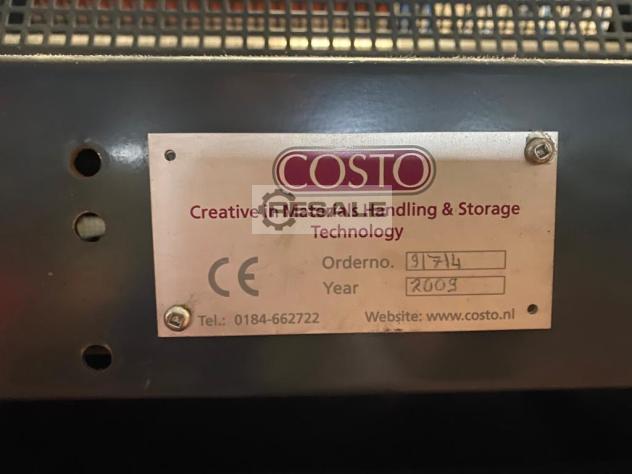 COSTO
Creative in Materials Handling & Storage
Technology
RESALE
CE
Orderno. 91714
Year 2009
Tel.: 0184-662722 Website: www.costo.nl